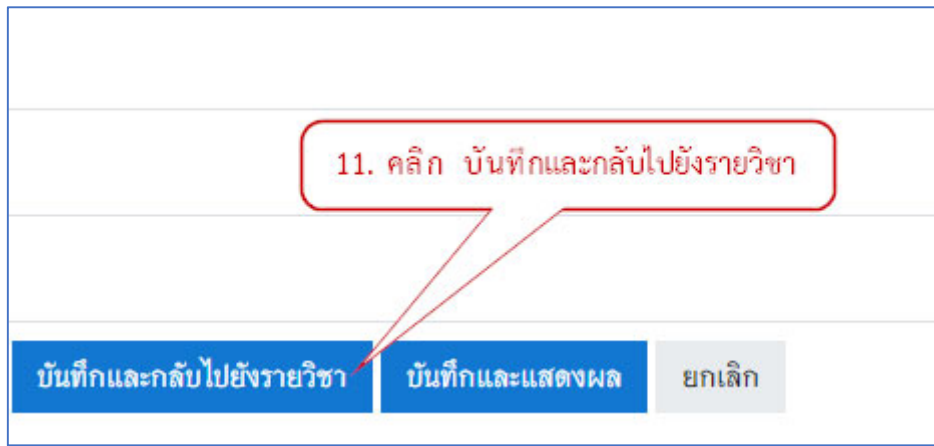 11. คลิก บันทึกและกลับไปยังรายวิชา
บันทึกและกลับไปยังรายวิชา บันทึกและแสดงผล ยกเลิก